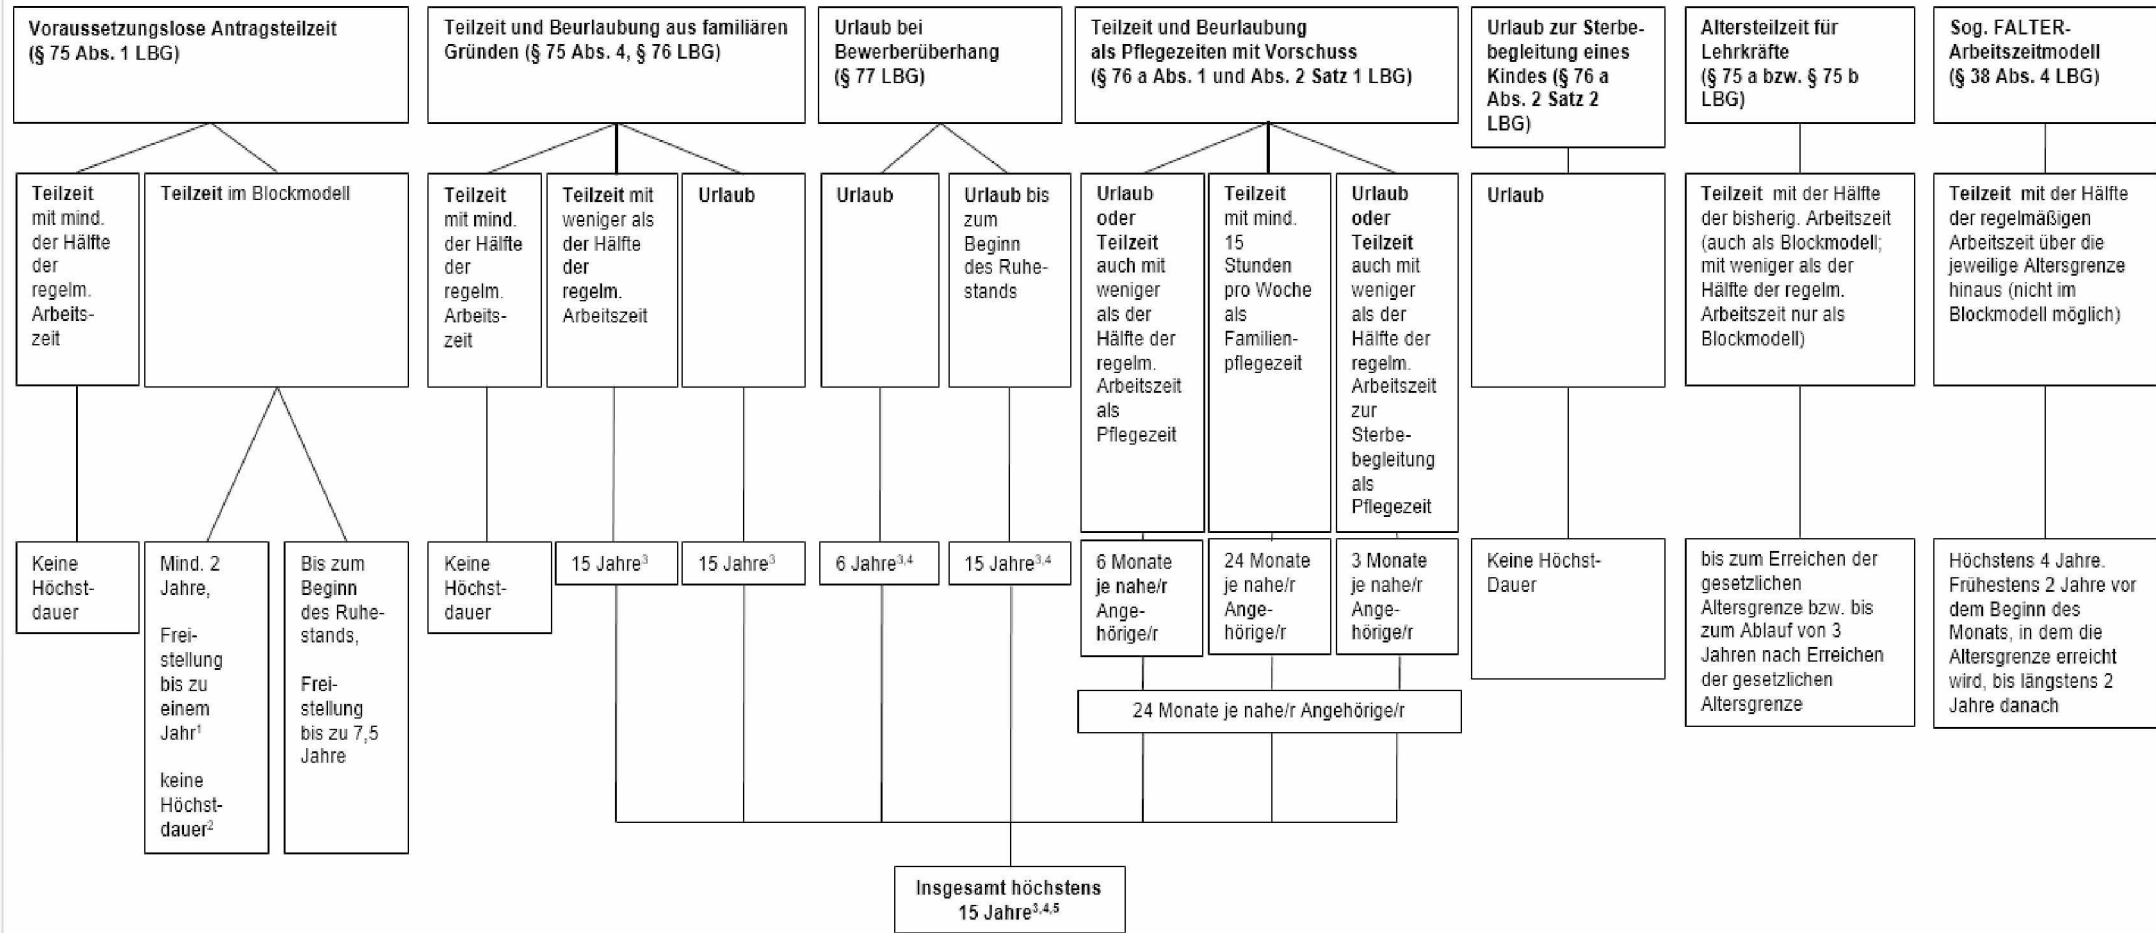 Voraussetzungslose Antragsteilzeit
(§ 75 Abs. 1 LBG)
Teilzeit und Beurlaubung aus familiären
Gründen (§ 75 Abs. 4, § 76 LBG)
Urlaub bei
Bewerberüberhang
(§ 77 LBG)
Teilzeit und Beurlaubung
als Pflegezeiten mit Vorschuss
(§ 76 a Abs. 1 und Abs. 2 Satz 1 LBG)
Urlaub zur Sterbe-
begleitung eines
Kindes (§ 76 a
Abs. 2 Satz 2
LBG)
Altersteilzeit für
Lehrkräfte
(§ 75 a bzw. § 75 b
LBG)
Sog. FALTER-
Arbeitszeitmodell
(§ 38 Abs. 4 LBG)
Teilzeit
mit mind.
der Hälfte
der
regelm.
Arbeits-
zeit
Teilzeit im Blockmodell
Teilzeit
mit mind.
der Hälfte
der
regelm.
Arbeits-
zeit
Teilzeit mit
weniger als
der Hälfte
der
regelm.
Arbeitszeit
Urlaub
Urlaub
Urlaub bis
zum
Beginn
des Ruhe-
stands
Urlaub
oder
Teilzeit
auch mit
weniger
als der
Hälfte der
regelm.
Arbeitszeit
als
Pflegezeit
Teilzeit
mit mind.
15
Stunden
pro Woche
als
Familien-
pflegezeit
Urlaub
oder
Teilzeit
auch mit
weniger
als der
Hälfte der
regelm.
Arbeitszeit
zur
Sterbe-
begleitung
als
Pflegezeit
Urlaub
Teilzeit mit der Hälfte
der bisherig. Arbeitszeit
(auch als Blockmodell;
mit weniger als der
Hälfte der regelm.
Arbeitszeit nur als
Blockmodell)
Teilzeit mit der Hälfte
der regelmäßigen
Arbeitszeit über die
jeweilige Altersgrenze
hinaus (nicht im
Blockmodell möglich)
Keine
Höchst-
dauer
Mind. 2
Jahre,
Frei-
stellung
bis zu
einem
Jahr¹
keine
Höchst-
dauer²
Bis zum
Beginn
des Ruhe-
stands,
Frei-
stellung
bis zu 7,5
Jahre
Keine
Höchst-
dauer
15 Jahre³
15 Jahre³
6 Jahre³,⁴
15 Jahre³,⁴
6 Monate
je nahe/r
Ange-
hörige/r
24 Monate
je nahe/r
Ange-
hörige/r
3 Monate
je nahe/r
Ange-
hörige/r
Keine Höchst-
Dauer
bis zum Erreichen der
gesetzlichen
Altersgrenze bzw. bis
zum Ablauf von 3
Jahren nach Erreichen
der gesetzlichen
Altersgrenze
Höchstens 4 Jahre.
Frühestens 2 Jahre vor
dem Beginn des
Monats, in dem die
Altersgrenze erreicht
wird, bis längstens 2
Jahre danach
24 Monate je nahe/r Angehörige/r
Insgesamt höchstens
15 Jahre³,⁴,⁵